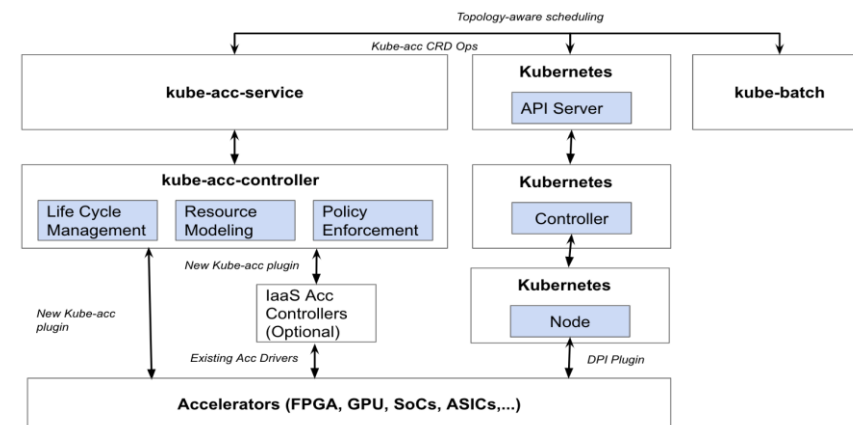 Topology-aware scheduling
Kube-acc CRD Ops
kube-acc-service
Kubernetes
API Server
kube-batch
kube-acc-controller
Life Cycle
Management
Resource
Modeling
Policy
Enforcement
Kubernetes
Controller
New Kube-acc plugin
New Kube-acc
plugin
IaaS Acc
Controllers
(Optional)
Kubernetes
Node
Existing Acc Drivers
DPI Plugin
Accelerators (FPGA, GPU, SoCs, ASICs,...)